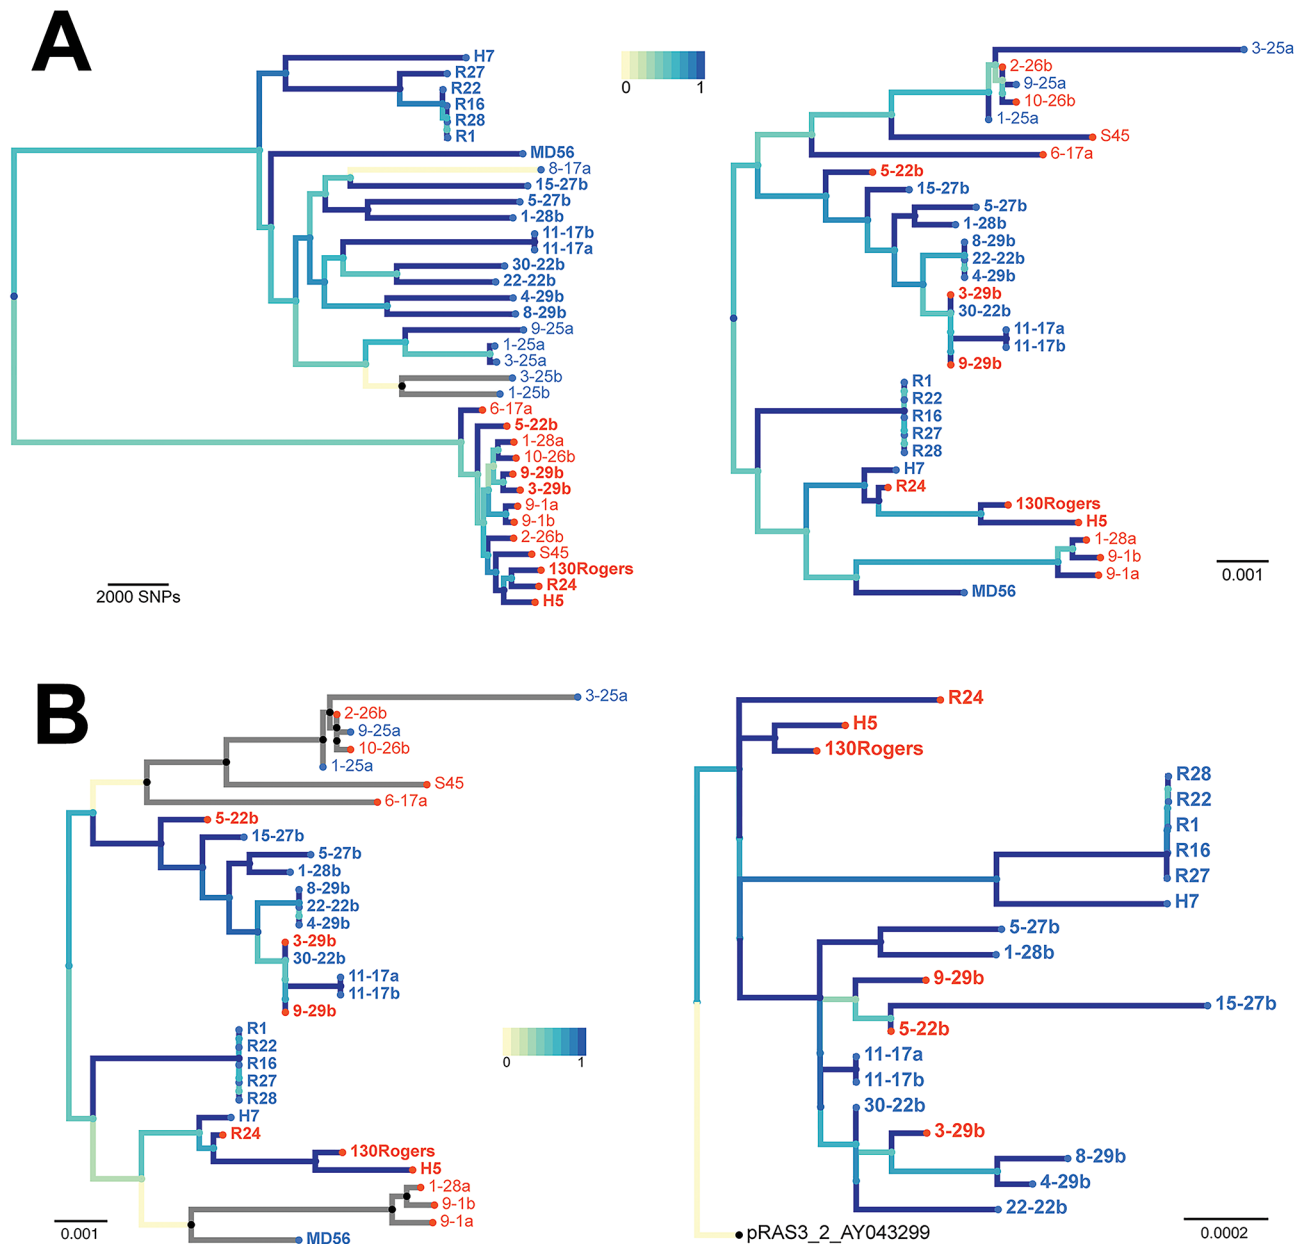 A
H7
R27
R22
R16
R28
R1
MD56
8-17a
15-27b
5-27b
1-28b
11-17b
11-17a
30-22b
22-22b
4-29b
8-29b
9-25a
1-25a
3-25a
3-25b
1-25b
6-17a
5-22b
1-28a
10-26b
9-29b
3-29b
9-1a
9-1b
2-26b
S45
130Rogers
R24
H5
2000 SNPs
0 1
3-25a
2-26b
9-25a
10-26b
1-25a
S45
6-17a
5-22b
15-27b
5-27b
1-28b
8-29b
22-22b
4-29b
3-29b
30-22b
11-17a
11-17b
9-29b
R1
R22
R16
R27
R28
H7
R24
130Rogers
H5
1-28a
9-1b
9-1a
MD56
0.001
B
3-25a
2-26b
9-25a
10-26b
1-25a
S45
6-17a
5-22b
15-27b
5-27b
1-28b
8-29b
22-22b
4-29b
3-29b
30-22b
11-17a
11-17b
9-29b
R1
R22
R16
R27
R28
H7
R24
130Rogers
H5
1-28a
9-1b
9-1a
MD56
0.001
0 1
R24
H5
130Rogers
R28
R22
R1
R16
R27
H7
5-27b
1-28b
9-29b
15-27b
5-22b
11-17a
11-17b
30-22b
3-29b
8-29b
4-29b
22-22b
pRAS3_2_AY043299
0.0002